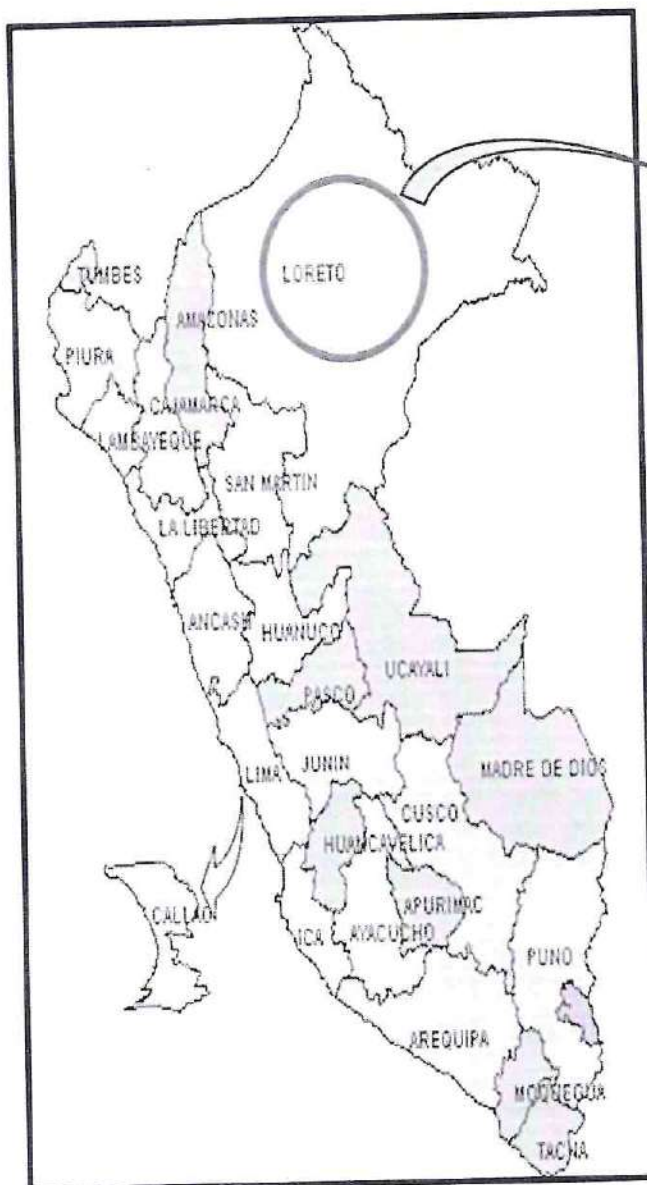 LORETO
TUMBES
AMAZONAS
PIURA
CAJAMARCA
LAMBAYEQUE
SAN MARTIN
LA LIBERTAD
ANCASH
HUANUCO
UCAYALI
PASCO
LIMA
JUNIN
MADRE DE DIOS
CUSCO
HUANCAVELICA
CALLAO
ICA
APURIMAC
AYACUCHO
PUNO
AREQUIPA
MOQUEGUA
TACNA